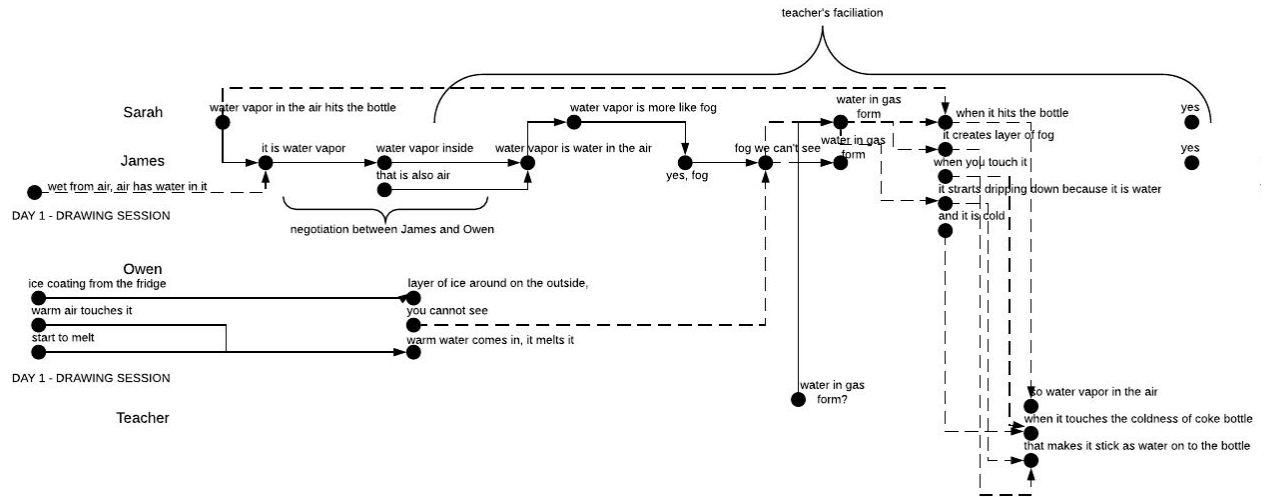 teacher's faciliation
Sarah
water vapor in the air hits the bottle
water vapor is more like fog
water in gas
form
when it hits the bottle
yes
it creates layer of fog
James
it is water vapor
water vapor inside
water vapor is water in the air
fog we can't see
water in gas
form
yes
when you touch it
that is also air
yes, fog
wet from air, air has water in it
it strarts dripping down because it is water
DAY 1 - DRAWING SESSION
and it is cold
negotiation between James and Owen
Owen
ice coating from the fridge
layer of ice around on the outside,
warm air touches it
you cannot see
start to melt
warm water comes in, it melts it
DAY 1 - DRAWING SESSION
Teacher
water in gas
form?
so water vapor in the air
when it touches the coldness of coke bottle
that makes it stick as water on to the bottle